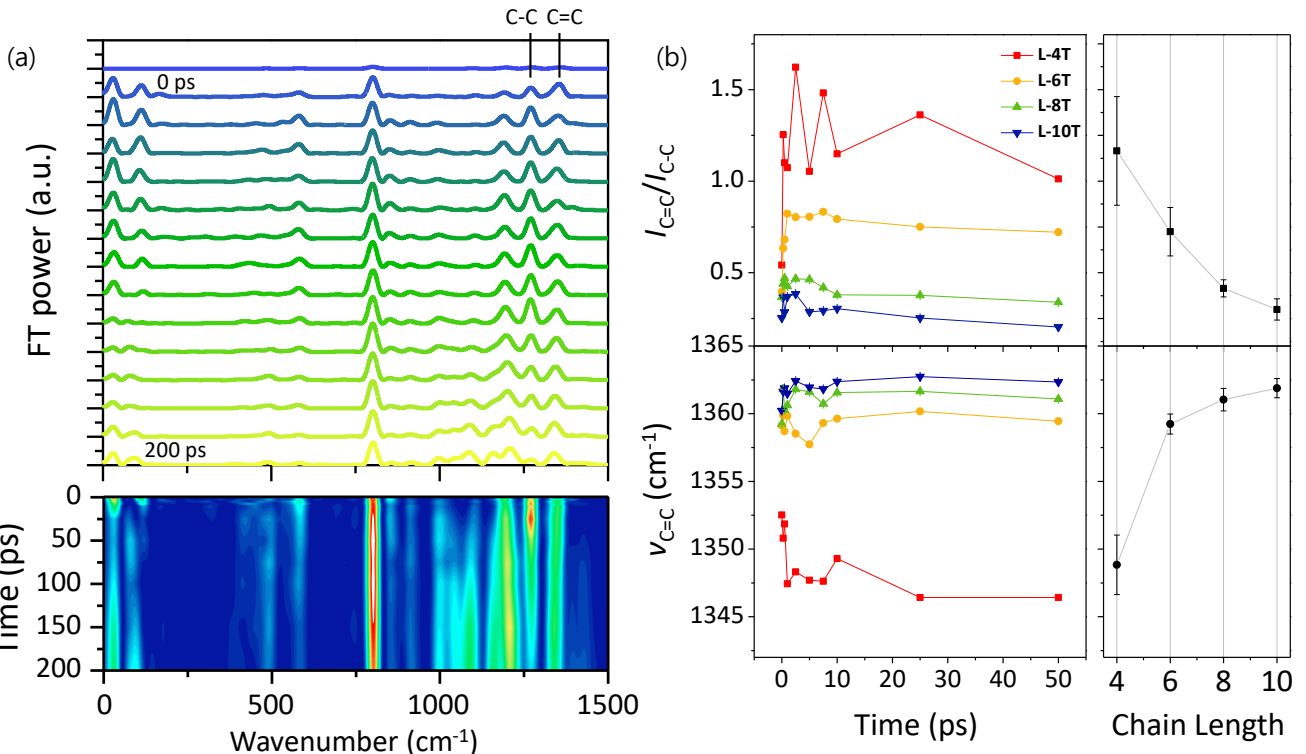 (a)
C-C C=C
0 ps
200 ps
FT power (a.u.)
0
50
100
150
200
Time (ps)
0 500 1000 1500
Wavenumber (cm-1)
(b)
L-4T
L-6T
L-8T
L-10T
1.5
1.0
0.5
IC=C/IC-C
1365
1360
1350
1345
νC=C (cm-1)
0 10 20 30 40 50
Time (ps)
4 6 8 10
Chain Length